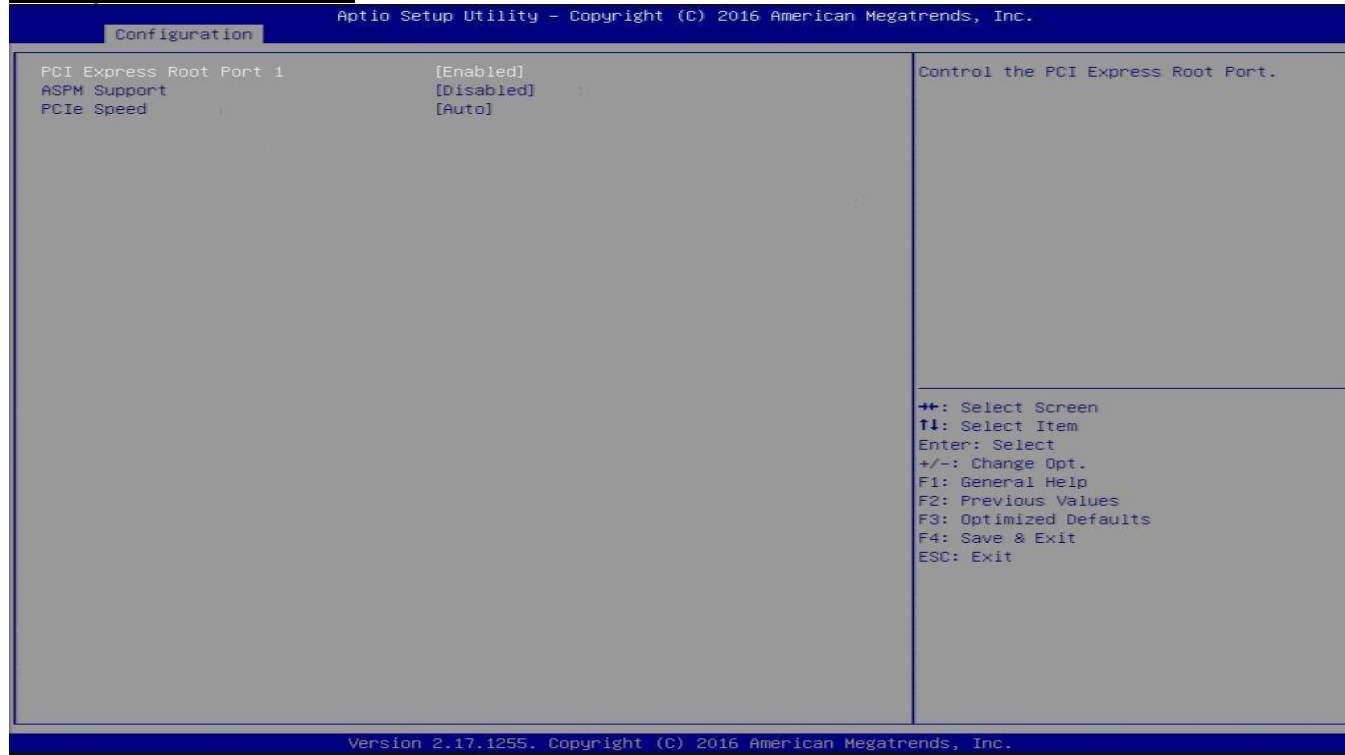 Aptio Setup Utility – Copyright (C) 2016 American Megatrends, Inc.
Configuration
PCI Express Root Port 1 [Enabled]
ASPM Support [Disabled]
PCIe Speed [Auto]
Control the PCI Express Root Port.
→←: Select Screen
↑↓: Select Item
Enter: Select
+/-: Change Opt.
F1: General Help
F2: Previous Values
F3: Optimized Defaults
F4: Save & Exit
ESC: Exit
Version 2.17.1255. Copyright (C) 2016 American Megatrends, Inc.